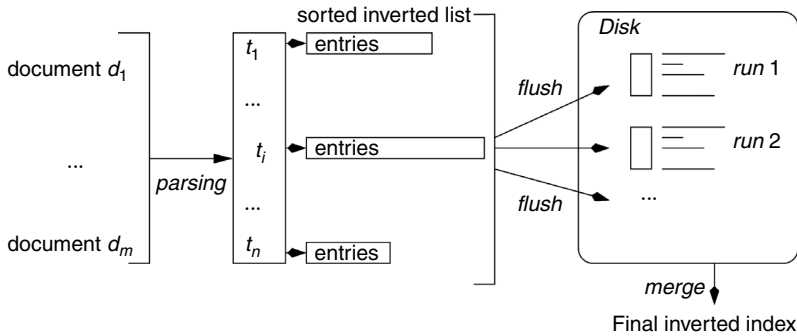 sorted inverted list
Disk
document d1
t1
entries
run 1
...
flush
...
ti
entries
run 2
parsing
...
flush
...
document dm
tn
entries
merge
Final inverted index